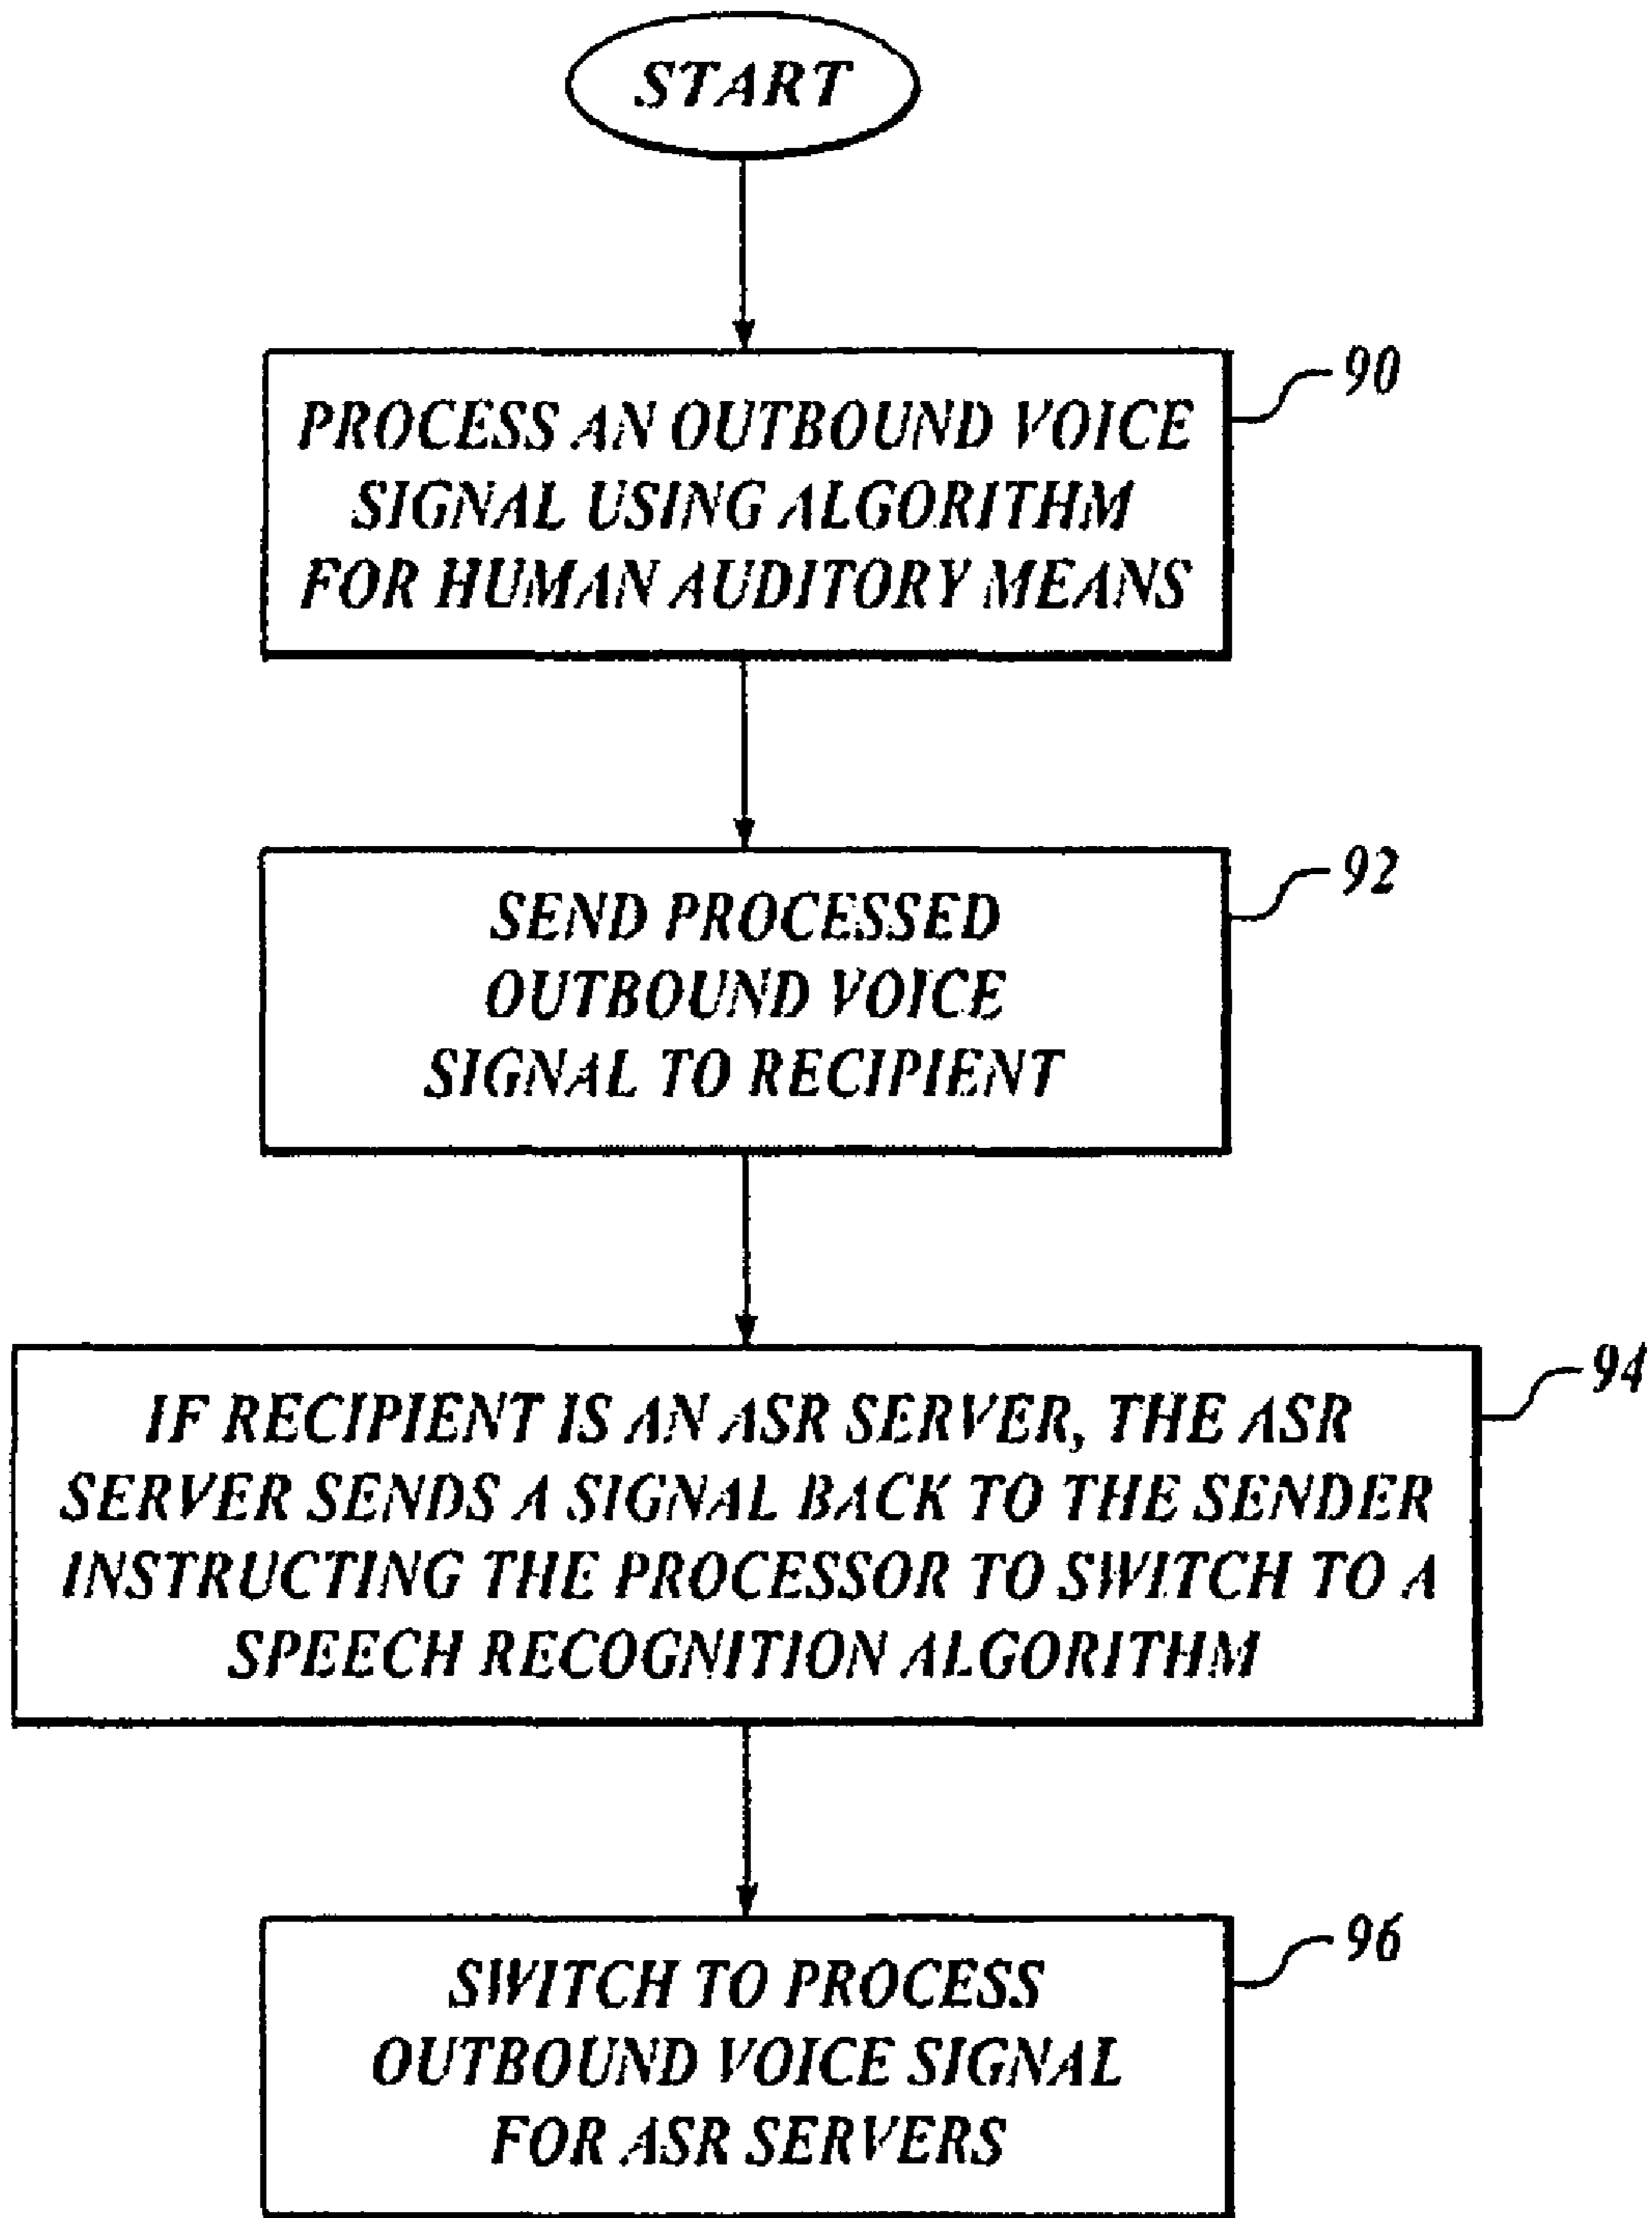 START
PROCESS AN OUTBOUND VOICE
SIGNAL USING ALGORITHM
FOR HUMAN AUDITORY MEANS
90
SEND PROCESSED
OUTBOUND VOICE
SIGNAL TO RECIPIENT
92
IF RECIPIENT IS AN ASR SERVER, THE ASR
SERVER SENDS A SIGNAL BACK TO THE SENDER
INSTRUCTING THE PROCESSOR TO SWITCH TO A
SPEECH RECOGNITION ALGORITHM
94
SWITCH TO PROCESS
OUTBOUND VOICE SIGNAL
FOR ASR SERVERS
96